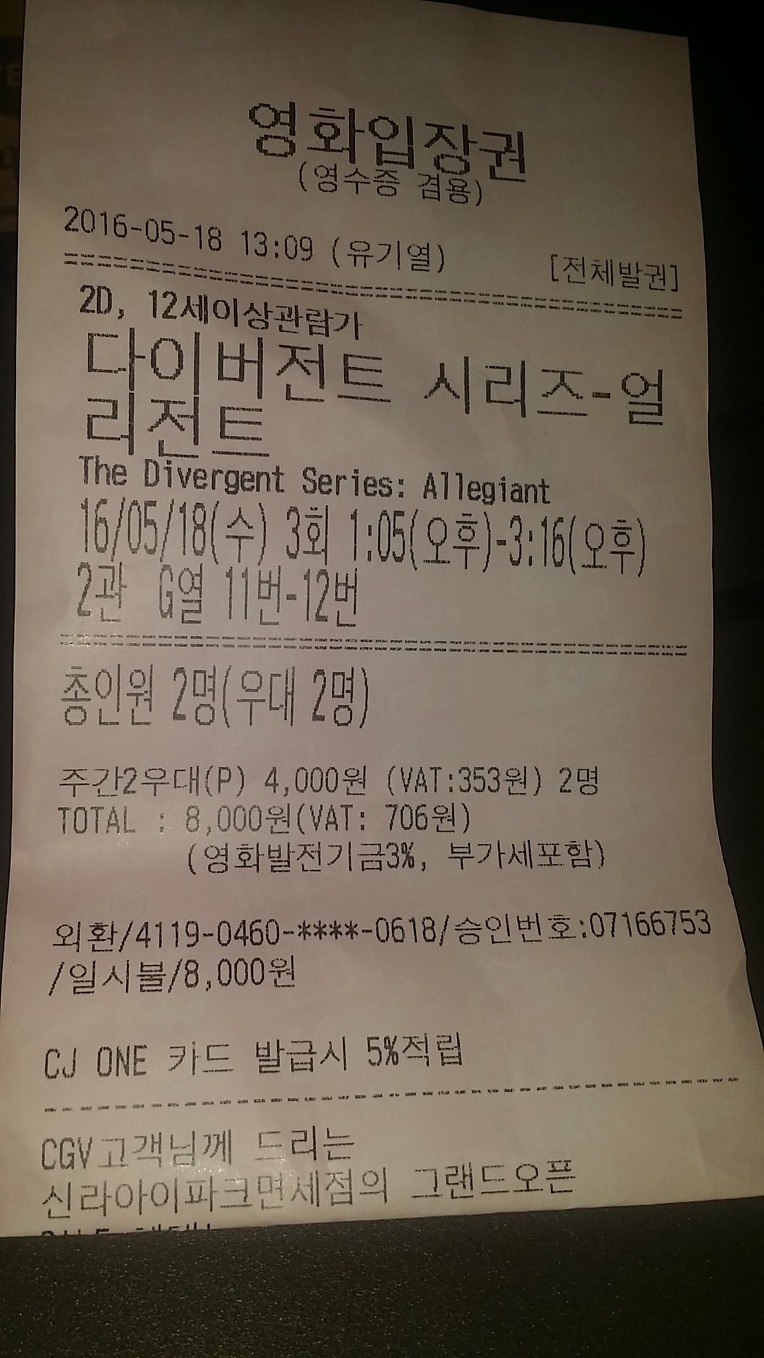 영화입장권
(영수증 겸용)
2016-05-18 13:09 (유기열) [전체발권]
2D, 12세이상관람가
다이버전트 시리즈-얼
리전트
The Divergent Series: Allegiant
16/05/18(수) 3회 1:05(오후)-3:16(오후)
2관 G열 11번-12번
총인원 2명(우대 2명)
주간2우대(P) 4,000원 (VAT:353원) 2명
TOTAL : 8,000원(VAT: 706원)
(영화발전기금3%, 부가세포함)
외환/4119-0460-****-0618/승인번호:07166753
/일시불/8,000원
CJ ONE 카드 발급시 5%적립
CGV고객님께 드리는
신라아이파크면세점의 그랜드오픈